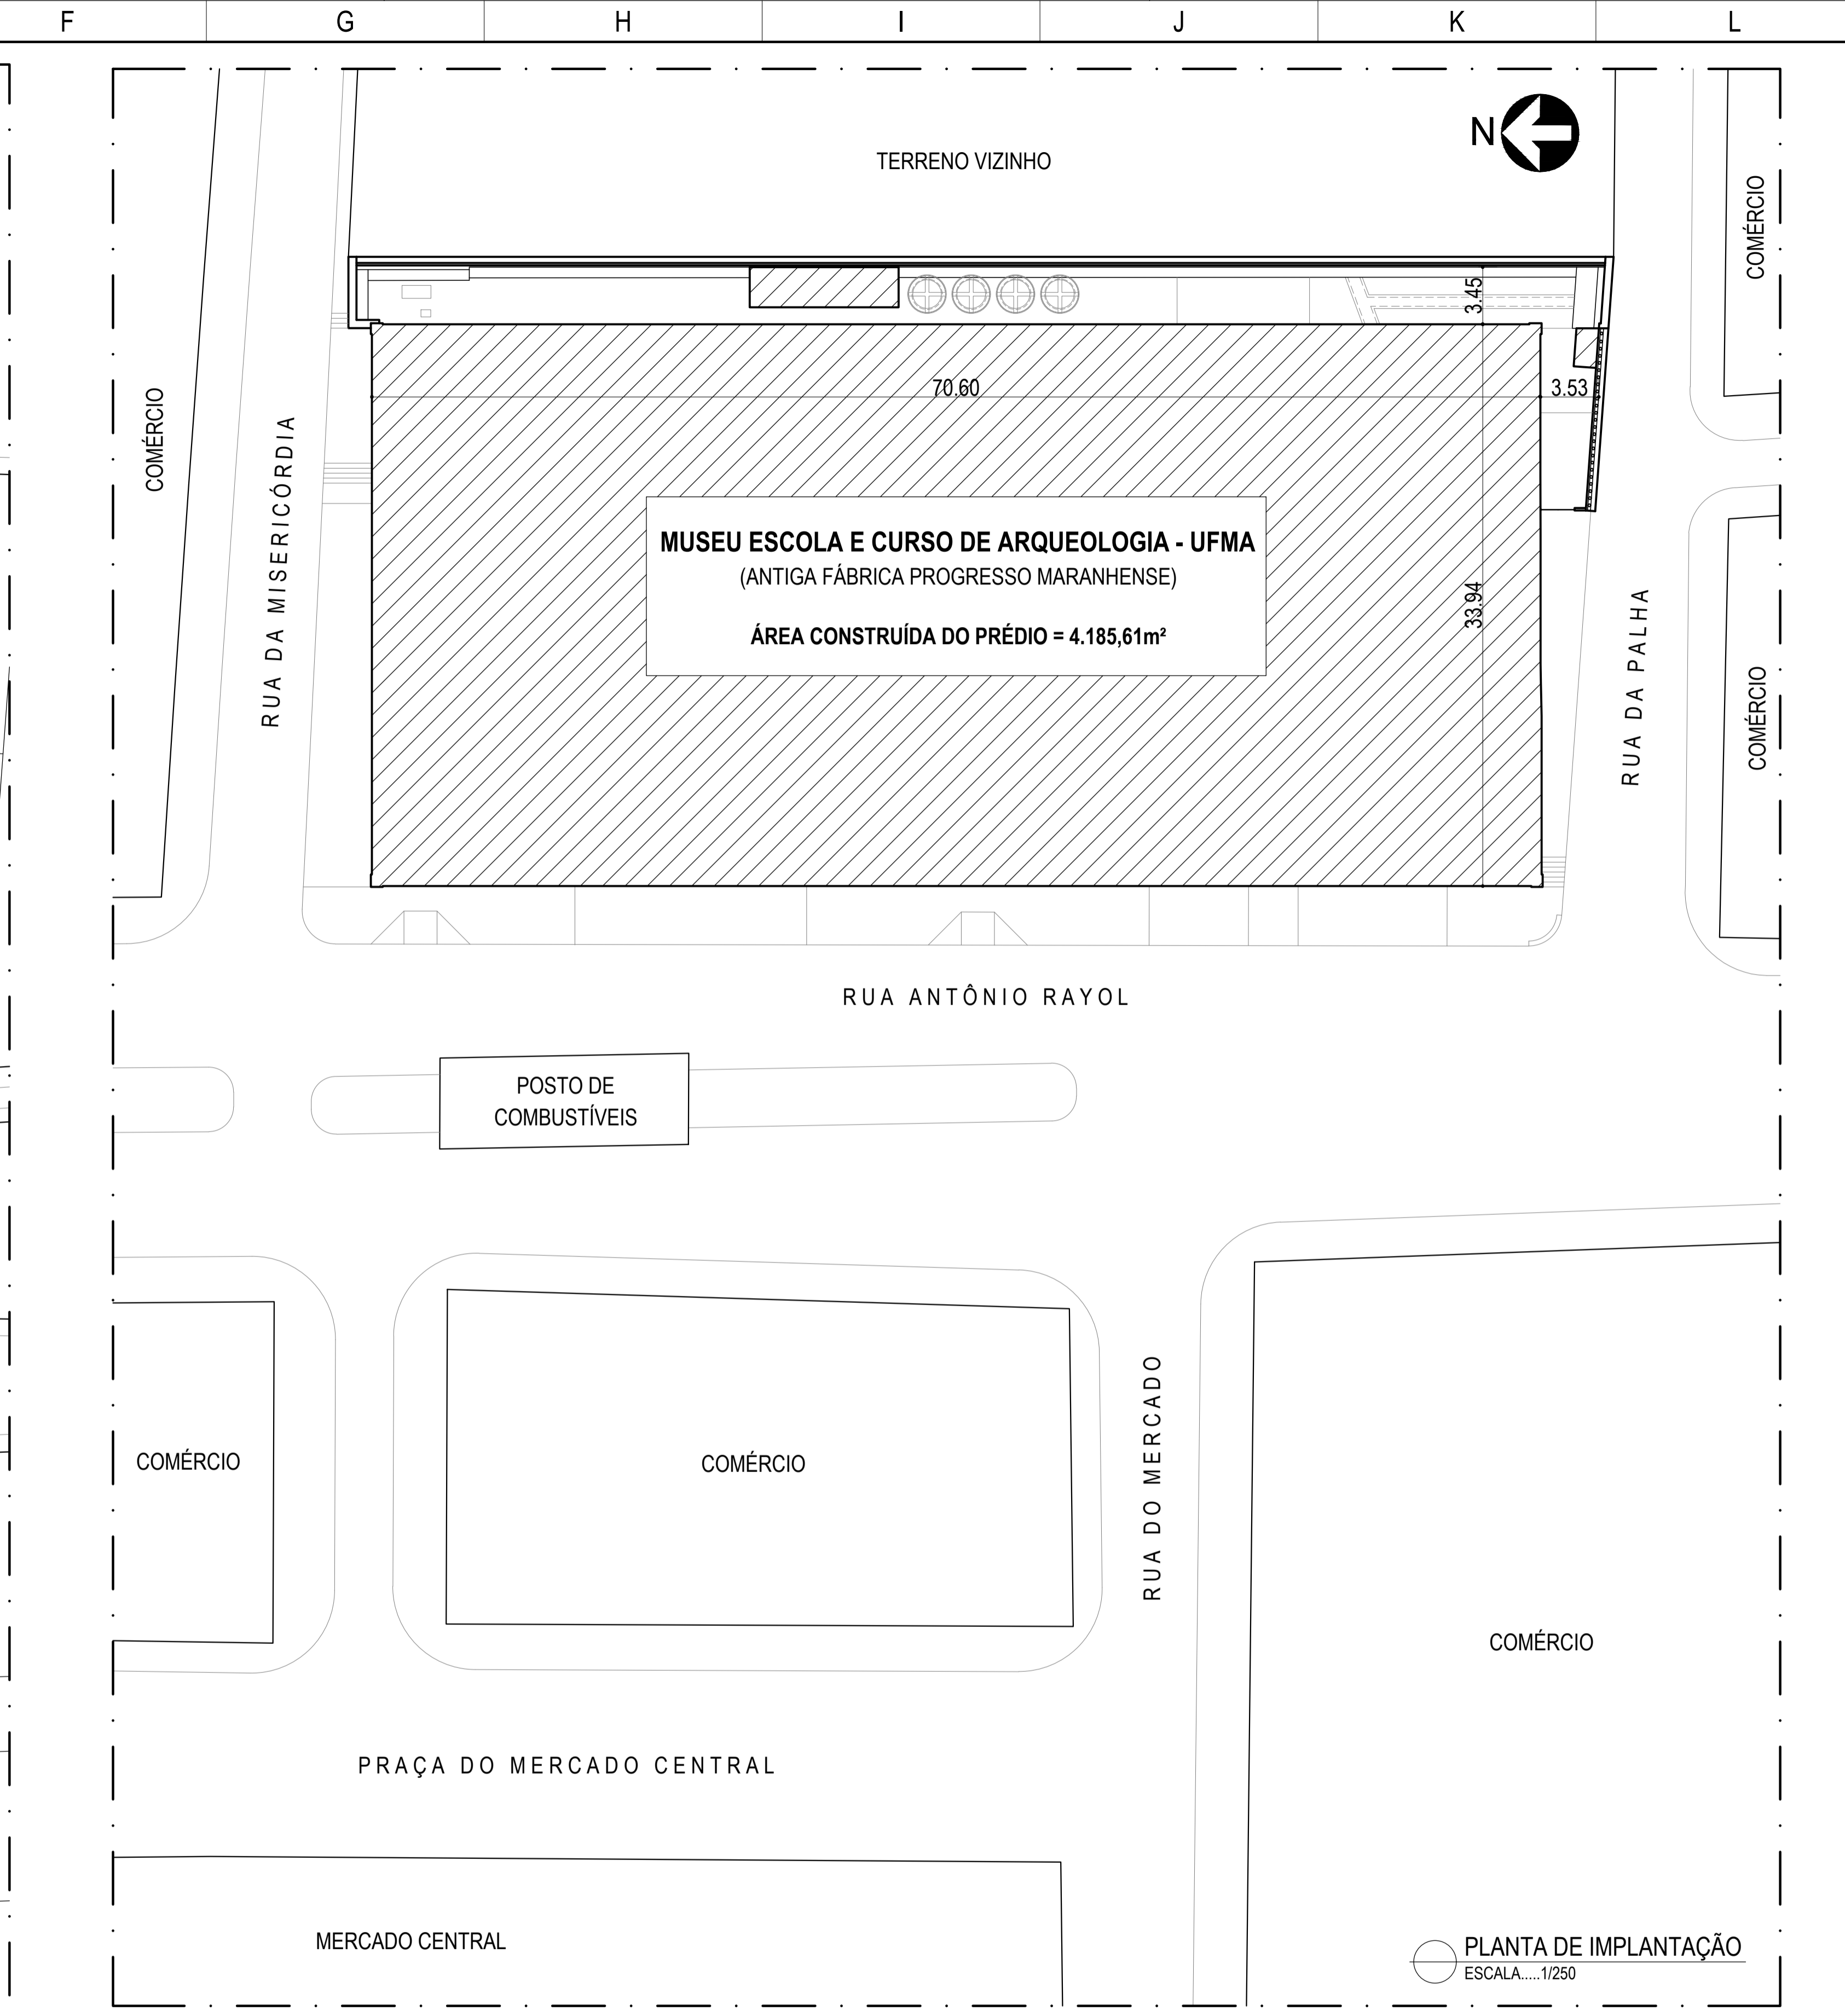 F G H I J K L
N
TERRENO VIZINHO
COMÉRCIO
3.45
70.60
3.53
COMÉRCIO
RUA DA MISERICÓRDIA
MUSEU ESCOLA E CURSO DE ARQUEOLOGIA - UFMA
(ANTIGA FÁBRICA PROGRESSO MARANHENSE)
ÁREA CONSTRUÍDA DO PRÉDIO = 4.185,61m²
33.94
RUA DA PALHA
COMÉRCIO
RUA ANTÔNIO RAYOL
POSTO DE
COMBUSTÍVEIS
COMÉRCIO
COMÉRCIO
RUA DO MERCADO
COMÉRCIO
PRAÇA DO MERCADO CENTRAL
MERCADO CENTRAL
PLANTA DE IMPLANTAÇÃO
ESCALA.....1/250